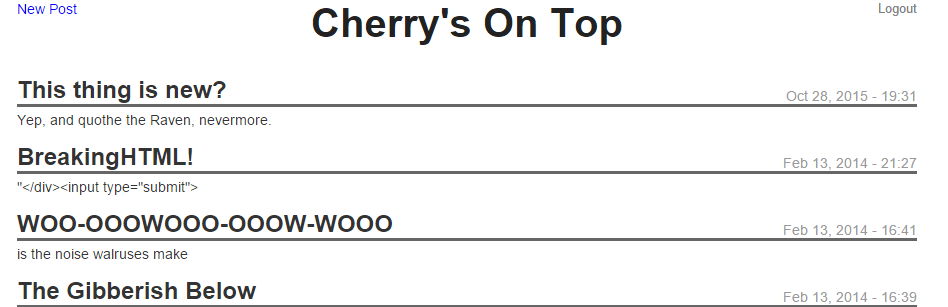 New Post
Cherry's On Top
Logout
This thing is new?
Oct 28, 2015 - 19:31
Yep, and quothe the Raven, nevermore.
BreakingHTML!
Feb 13, 2014 - 21:27
"</div><input type="submit">
WOO-OOOWOOO-OOOW-WOOO
Feb 13, 2014 - 16:41
is the noise walruses make
The Gibberish Below
Feb 13, 2014 - 16:39